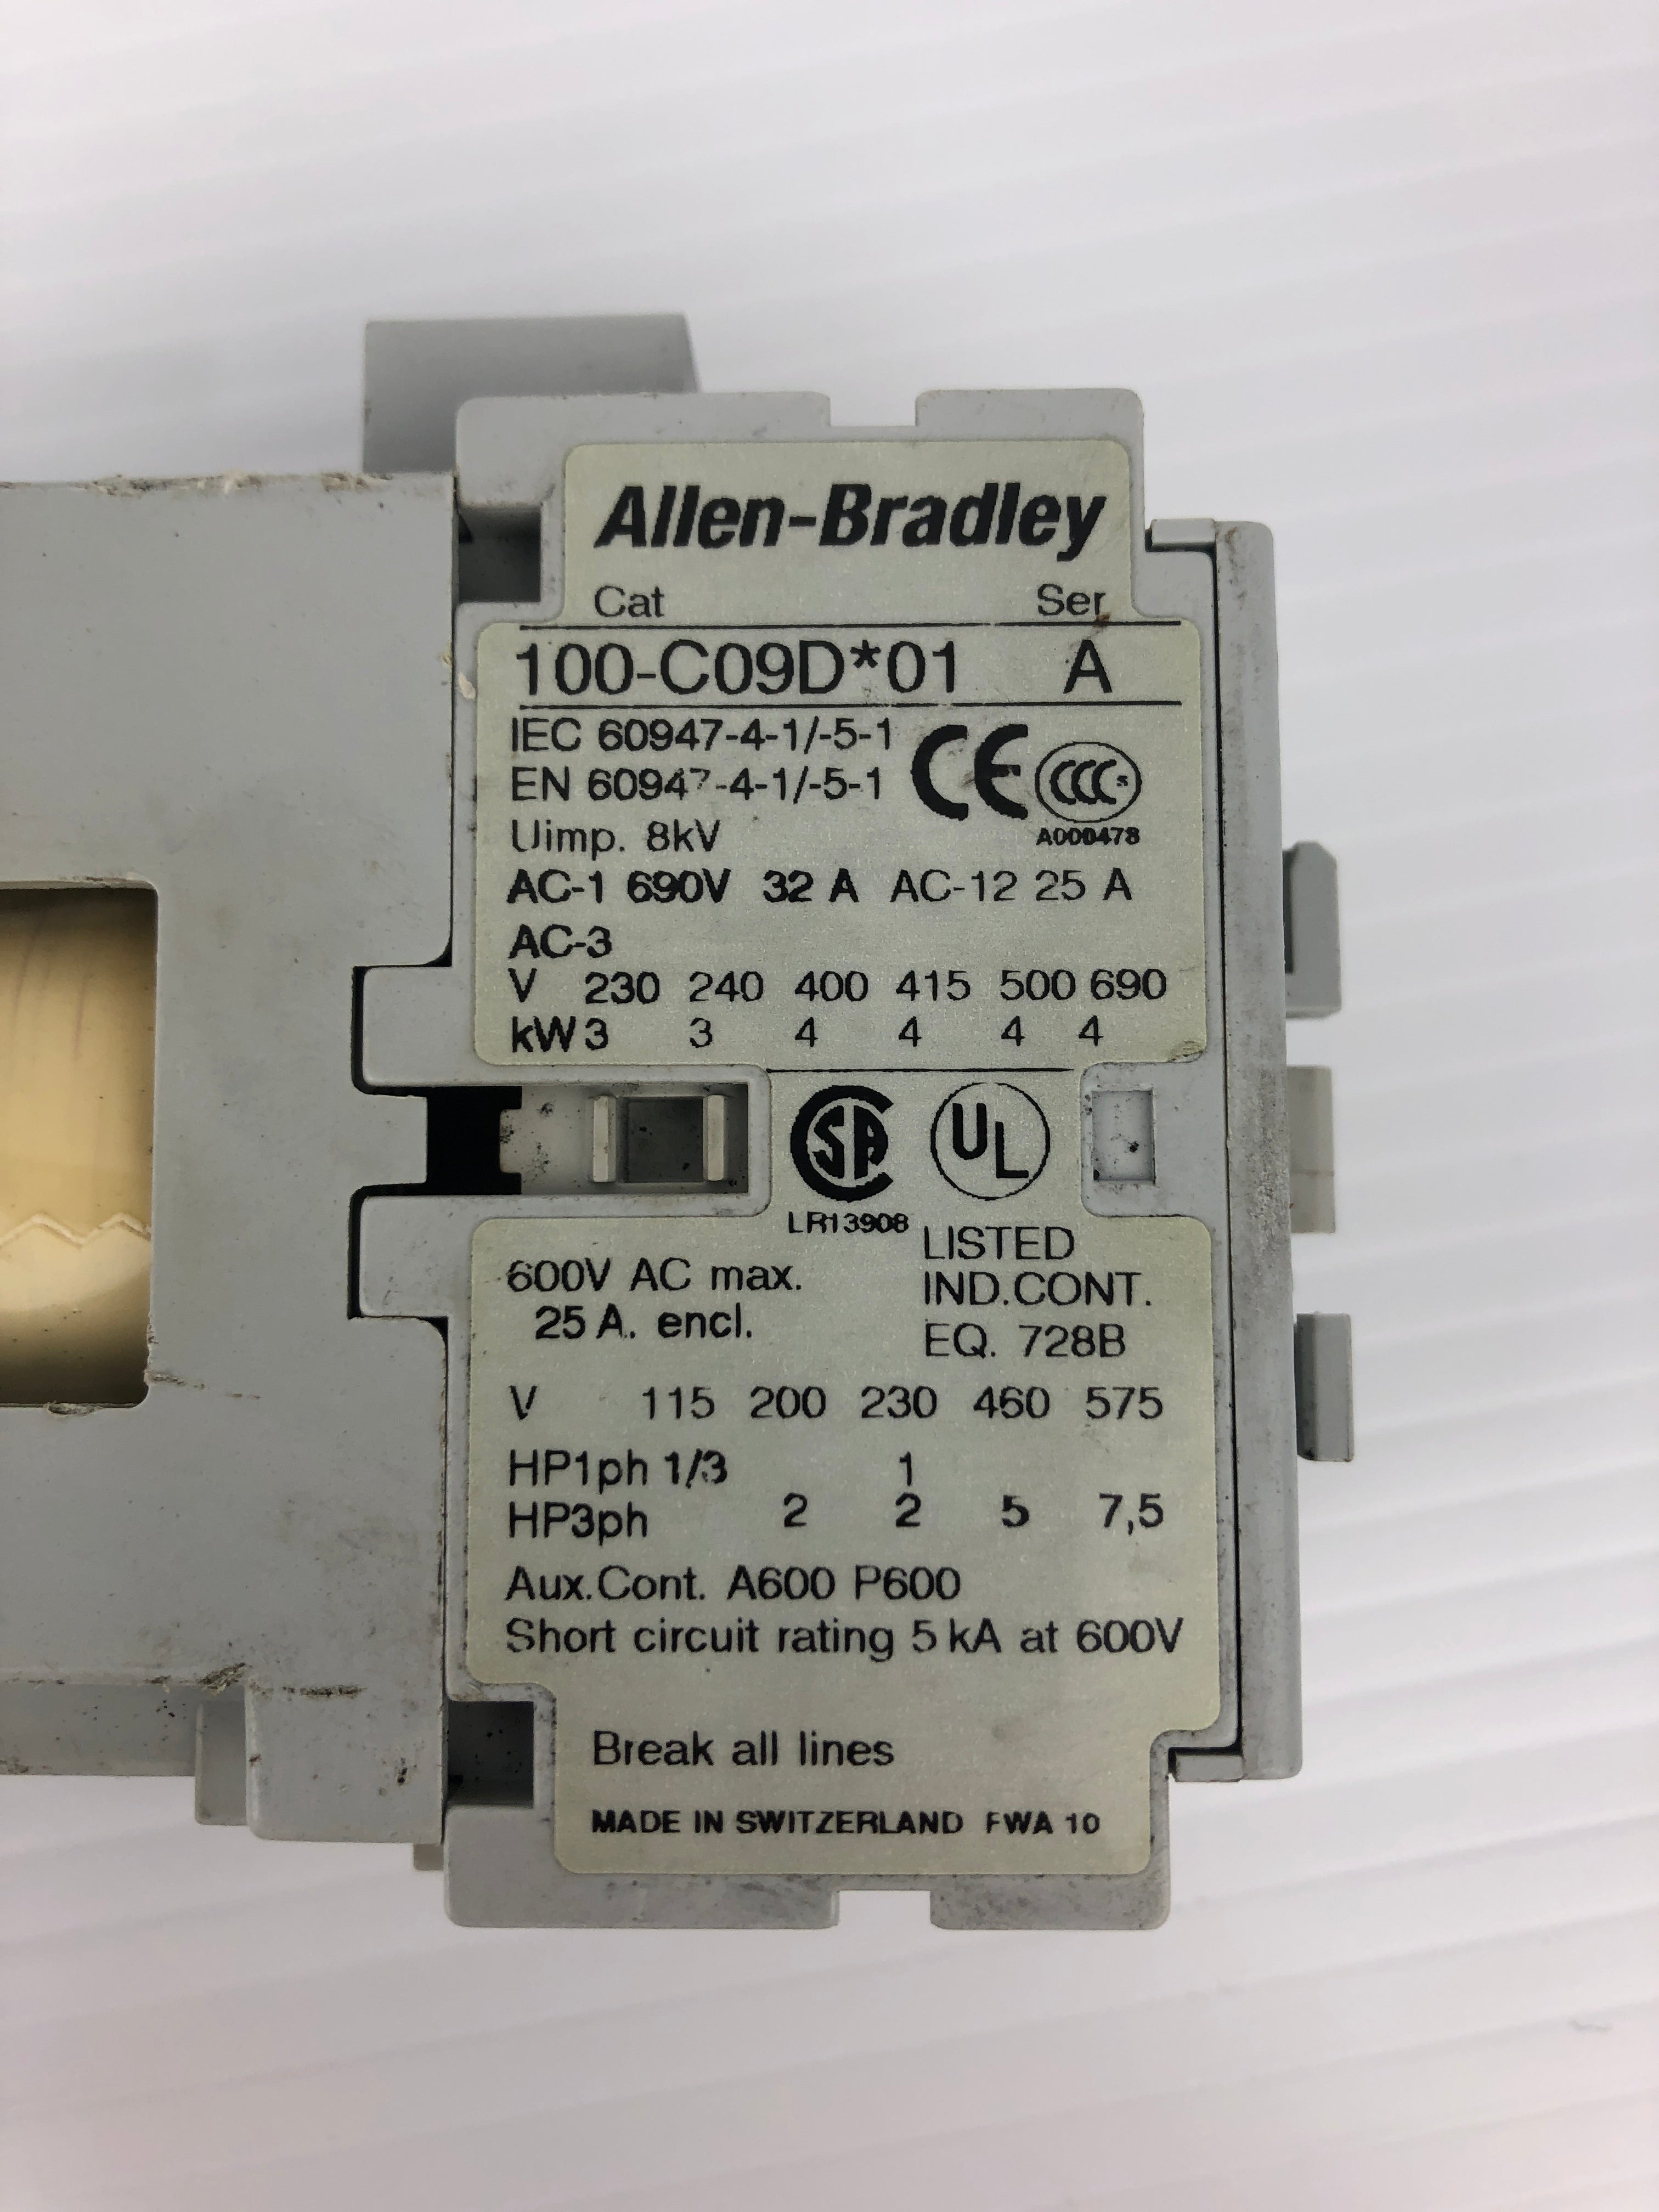 Allen-Bradley
Cat Ser
100-C09D*01 A
IEC 60947-4-1/-5-1
EN 60947-4-1/-5-1
CE
CCC S
A000478
Uimp. 8kV
AC-1 690V 32 A AC-12 25 A
AC-3
V 230 240 400 415 500 690
kW 3 3 4 4 4 4
SA UL
LR13908
LISTED
IND.CONT.
EQ. 728B
600V AC max.
25 A. encl.
V 115 200 230 460 575
HP1ph 1/3 1
HP3ph 2 2 5 7,5
Aux.Cont. A600 P600
Short circuit rating 5 kA at 600V
Break all lines
MADE IN SWITZERLAND FWA 10